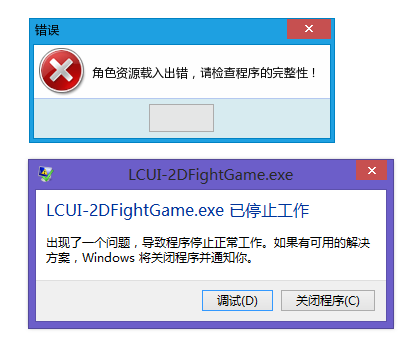 错误
角色资源载入出错，请检查程序的完整性！
LCUI-2DFightGame.exe
LCUI-2DFightGame.exe 已停止工作
出现了一个问题，导致程序停止正常工作。如果有可用的解决
方案，Windows 将关闭程序并通知你。
调试(D)
关闭程序(C)